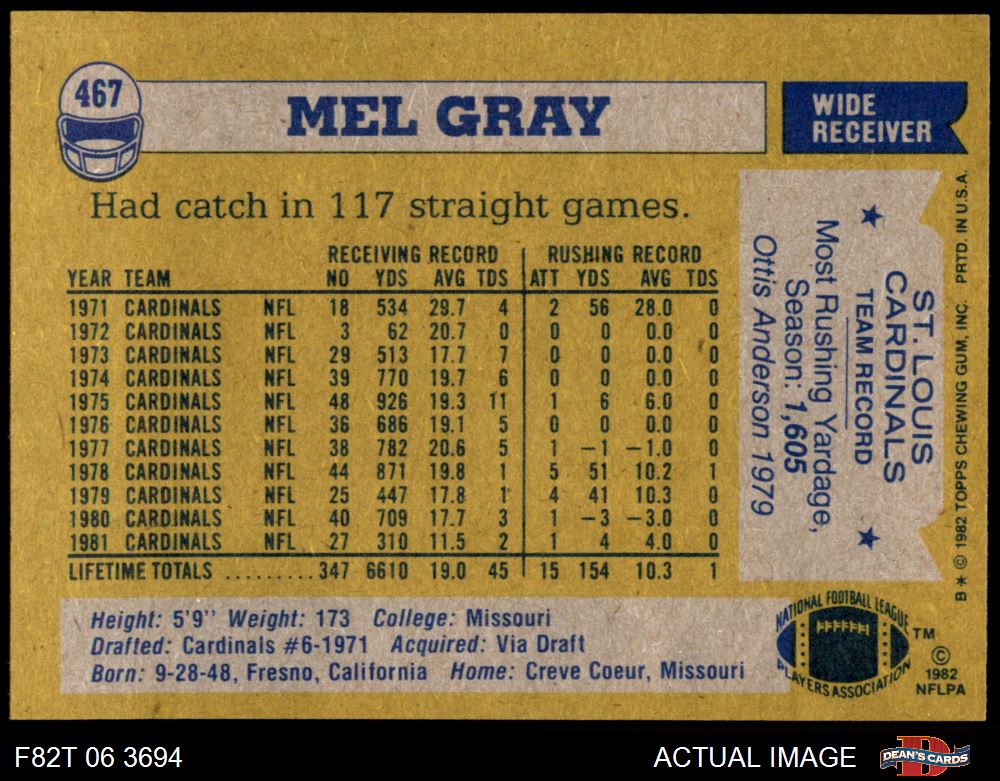 467
MEL GRAY
WIDE
RECEIVER
Had catch in 117 straight games.
RECEIVING RECORD RUSHING RECORD
YEAR TEAM NO YDS AVG TDS ATT YDS AVG TDS
1971 CARDINALS NFL 18 534 29.7 4 2 56 28.0 0
1972 CARDINALS NFL 3 62 20.7 0 0 0 0.0 0
1973 CARDINALS NFL 29 513 17.7 7 0 0 0.0 0
1974 CARDINALS NFL 39 770 19.7 6 0 0 0.0 0
1975 CARDINALS NFL 48 926 19.3 11 1 6 6.0 0
1976 CARDINALS NFL 36 686 19.1 5 0 0 0.0 0
1977 CARDINALS NFL 38 782 20.6 5 1 -1 -1.0 0
1978 CARDINALS NFL 44 871 19.8 1 5 51 10.2 1
1979 CARDINALS NFL 25 447 17.8 1 4 41 10.3 0
1980 CARDINALS NFL 40 709 17.7 3 1 -3 -3.0 0
1981 CARDINALS NFL 27 310 11.5 2 1 4 4.0 0
LIFETIME TOTALS ......... 347 6610 19.0 45 15 154 10.3 1
ST. LOUIS
CARDINALS
TEAM RECORD
★ ★
Most Rushing Yardage,
Season: 1,605
Ottis Anderson 1979
B* © 1982 TOPPS CHEWING GUM, INC. PRTD. IN U.S.A.
Height: 5'9" Weight: 173 College: Missouri
Drafted: Cardinals #6-1971 Acquired: Via Draft
Born: 9-28-48, Fresno, California Home: Creve Coeur, Missouri
NATIONAL FOOTBALL LEAGUE
PLAYERS ASSOCIATION
TM
©
1982
NFLPA
F82T 06 3694
ACTUAL IMAGE
D
DEAN'S CARDS